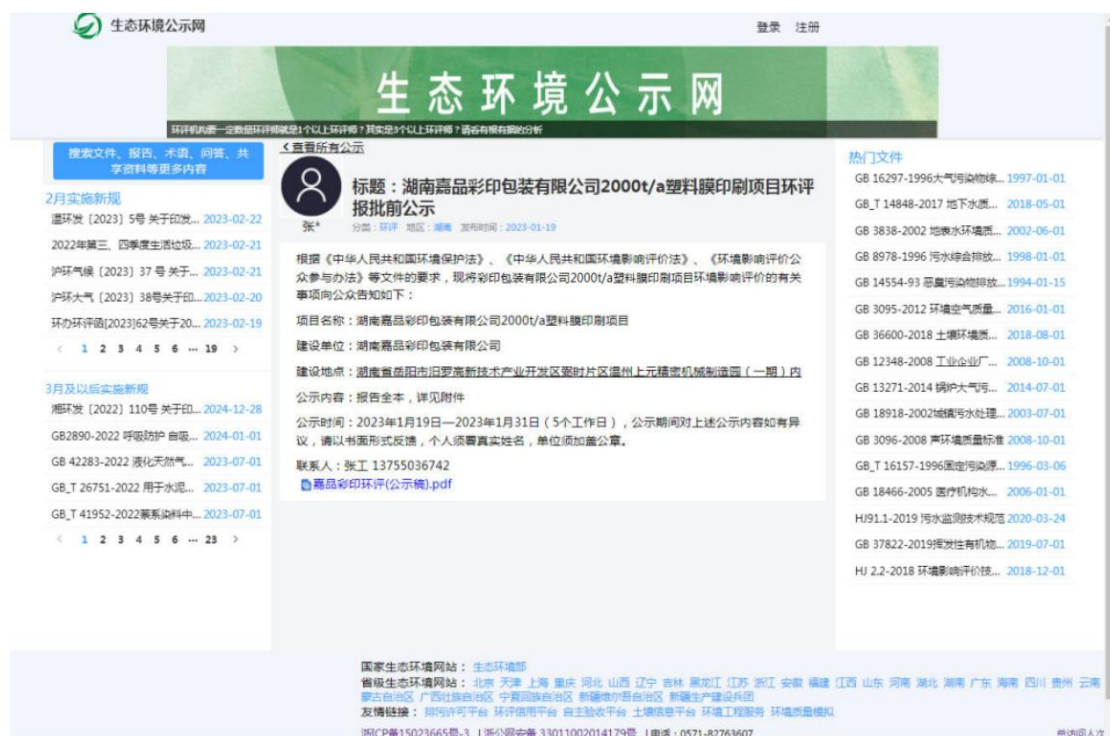 生态环境公示网
登录 注册
生态环境公示网
环评机构要一定数量环评师就是1个以上环评师？其实是3个以上环评师？请看有根有据的分析
搜索文件、报告、术语、问答、共
享资料等更多内容
2月实施新规
温环发〔2023〕5号 关于印发... 2023-02-22
2022年第三、四季度生活垃圾... 2023-02-21
沪环气候〔2023〕37 号 关于... 2023-02-21
沪环大气〔2023〕38号关于印... 2023-02-20
环办环评函[2023]62号关于20... 2023-02-19
< 1 2 3 4 5 6 ... 19 >
3月及以后实施新规
湘环发〔2022〕110号 关于印... 2024-12-28
GB2890-2022 呼吸防护 自吸... 2024-01-01
GB 42283-2022 液化天然气... 2023-07-01
GB_T 26751-2022 用于水泥... 2023-07-01
GB_T 41952-2022蒽系染料中... 2023-07-01
< 1 2 3 4 5 6 ... 23 >
<查看所有公示
张*
标题：湖南嘉品彩印包装有限公司2000t/a塑料膜印刷项目环评
报批前公示
分类：环评 地区：湖南 发布时间：2023-01-19
根据《中华人民共和国环境保护法》、《中华人民共和国环境影响评价法》、《环境影响评价公
众参与办法》等文件的要求，现将彩印包装有限公司2000t/a塑料膜印刷项目环境影响评价的有关
事项向公众告知如下：
项目名称：湖南嘉品彩印包装有限公司2000t/a塑料膜印刷项目
建设单位：湖南嘉品彩印包装有限公司
建设地点：湖南省岳阳市汨罗高新技术产业开发区弼时片区温州上元精密机械制造园（一期）内
公示内容：报告全本，详见附件
公示时间：2023年1月19日—2023年1月31日（5个工作日），公示期间对上述公示内容如有异
议，请以书面形式反馈，个人须署真实姓名，单位须加盖公章。
联系人：张工 13755036742
嘉品彩印环评(公示稿).pdf
热门文件
GB 16297-1996大气污染物综... 1997-01-01
GB_T 14848-2017 地下水质... 2018-05-01
GB 3838-2002 地表水环境质... 2002-06-01
GB 8978-1996 污水综合排放... 1998-01-01
GB 14554-93 恶臭污染物排放... 1994-01-15
GB 3095-2012 环境空气质量... 2016-01-01
GB 36600-2018 土壤环境质... 2018-08-01
GB 12348-2008 工业企业厂... 2008-10-01
GB 13271-2014 锅炉大气污... 2014-07-01
GB 18918-2002城镇污水处理... 2003-07-01
GB 3096-2008 声环境质量标准 2008-10-01
GB_T 16157-1996固定污染源... 1996-03-06
GB 18466-2005 医疗机构水... 2006-01-01
HJ91.1-2019 污水监测技术规范 2020-03-24
GB 37822-2019挥发性有机物... 2019-07-01
HJ 2.2-2018 环境影响评价技... 2018-12-01
国家生态环境网站： 生态环境部
省级生态环境网站： 北京 天津 上海 重庆 河北 山西 辽宁 吉林 黑龙江 江苏 浙江 安徽 福建 江西 山东 河南 湖北 湖南 广东 海南 四川 贵州 云南
蒙古自治区 广西壮族自治区 宁夏回族自治区 新疆维尔吾自治区 新疆生产建设兵团
友情链接： 排污许可平台 环评信用平台 自主验收平台 土壤信息平台 环境工程服务 环境质量模拟
浙ICP备15023665号-3 | 浙公网安备 33011002014179号 | 电话：0571-82763607
总访问人次